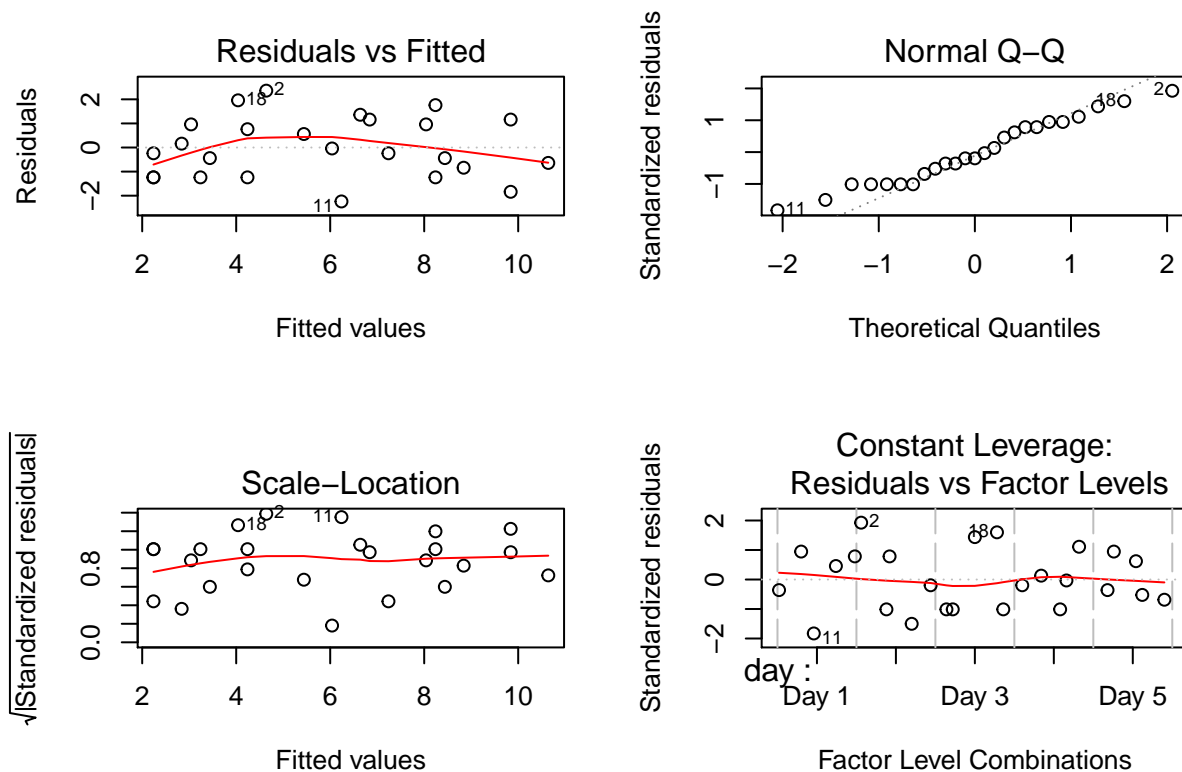 Residuals vs Fitted
Residuals
2
0
−2
18
2
11
2 4 6 8 10
Fitted values
Normal Q−Q
Standardized residuals
1
−1
18
2
11
−2 −1 0 1 2
Theoretical Quantiles
Scale−Location
√|Standardized residuals|
0.8
0.0
18
2
11
2 4 6 8 10
Fitted values
Constant Leverage:
Residuals vs Factor Levels
Standardized residuals
2
0
−2
2
18
11
day :
Day 1 Day 3 Day 5
Factor Level Combinations